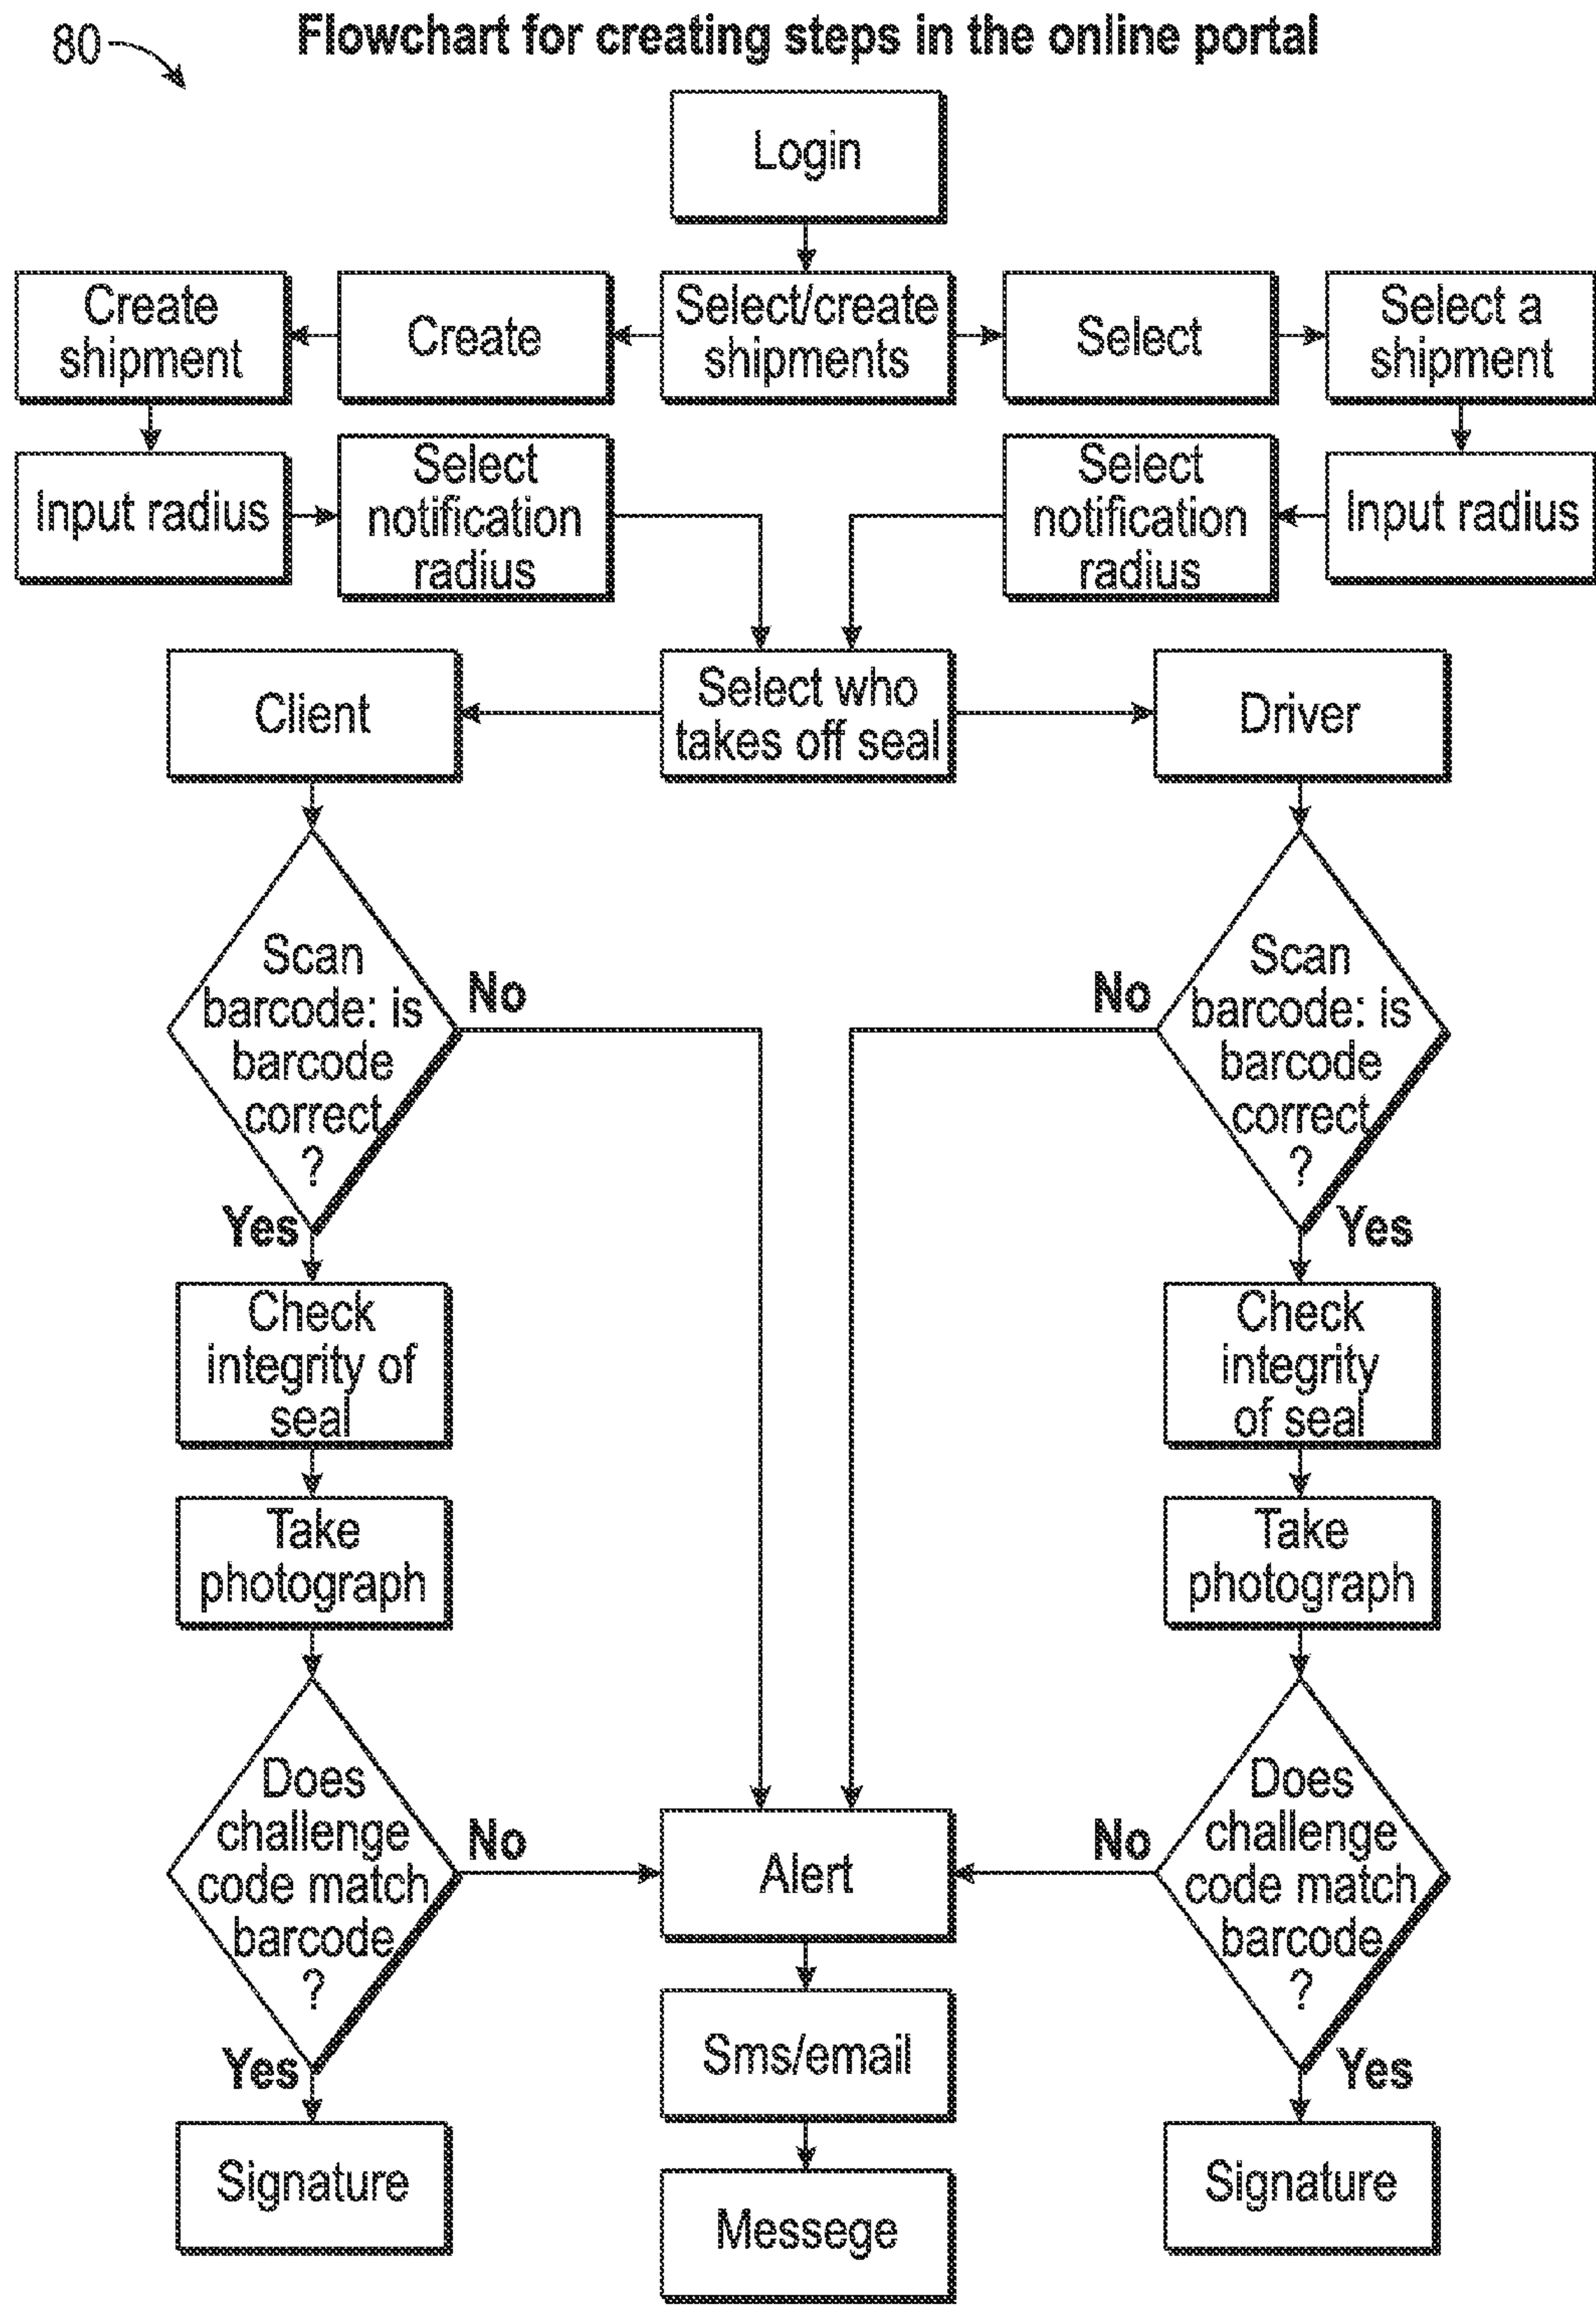 80
Flowchart for creating steps in the online portal
Login
Create
shipment
Create
Select/create
shipments
Select
Select a
shipment
Input radius
Select
notification
radius
Select
notification
radius
Input radius
Client
Select who
takes off seal
Driver
Scan
barcode: is
barcode
correct
?
No
No
Scan
barcode: is
barcode
correct
?
Yes
Yes
Check
integrity of
seal
Check
integrity
of seal
Take
photograph
Take
photograph
Does
challenge
code match
barcode
?
No
Alert
No
Does
challenge
code match
barcode
?
Yes
Sms/email
Yes
Signature
Messege
Signature